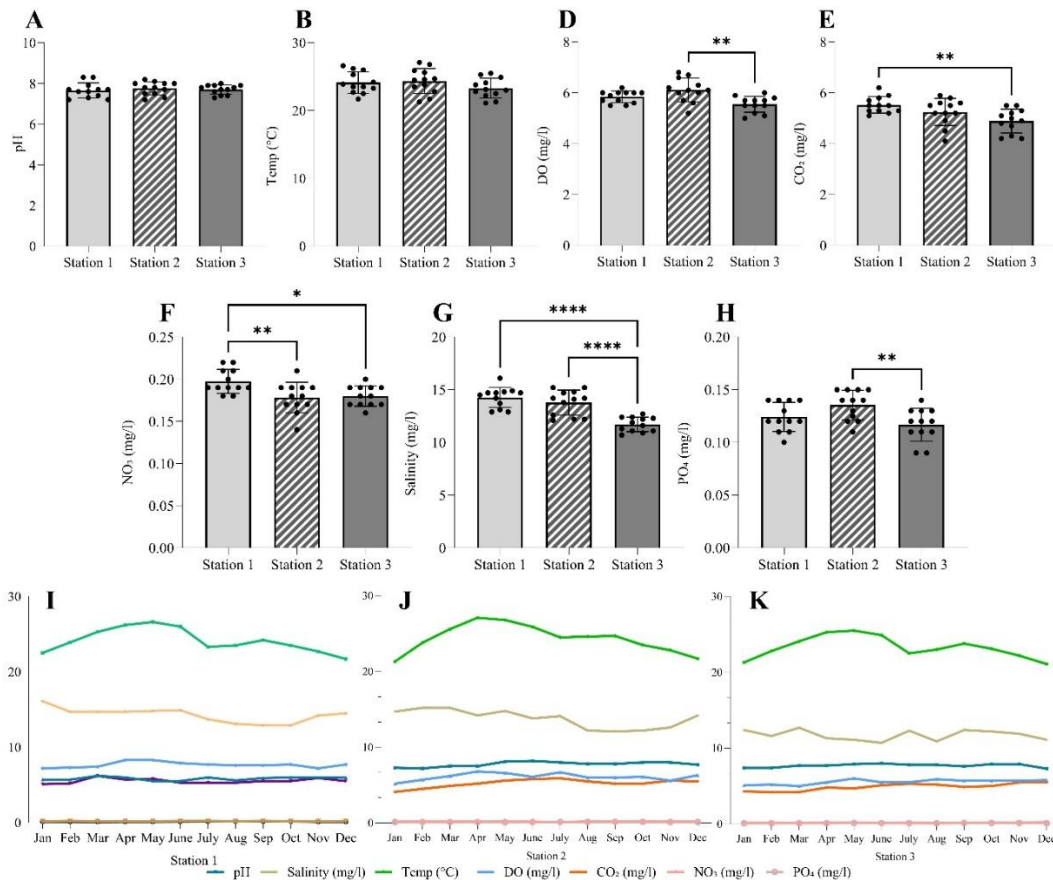 A
pH
10
8
6
4
2
0
Station 1 Station 2 Station 3
B
Temp (°C)
30
20
10
0
Station 1 Station 2 Station 3
D
DO (mg/l)
8
6
4
2
0
**
Station 1 Station 2 Station 3
E
CO₂ (mg/l)
8
6
4
2
0
**
Station 1 Station 2 Station 3
F
NO₃ (mg/l)
0.25
0.20
0.15
0.10
0.05
0.00
*
**
Station 1 Station 2 Station 3
G
Salinity (mg/l)
20
15
10
5
0
****
****
Station 1 Station 2 Station 3
H
PO₄ (mg/l)
0.20
0.15
0.10
0.05
0.00
**
Station 1 Station 2 Station 3
I
30
20
10
0
Jan Feb Mar Apr May June July Aug Sep Oct Nov Dec
Station 1
J
30
20
10
0
Jan Feb Mar Apr May June July Aug Sep Oct Nov Dec
Station 2
K
30
20
10
0
Jan Feb Mar Apr May June July Aug Sep Oct Nov Dec
Station 3
pH Salinity (mg/l) Temp (°C) DO (mg/l) CO₂ (mg/l) NO₃ (mg/l) PO₄ (mg/l)